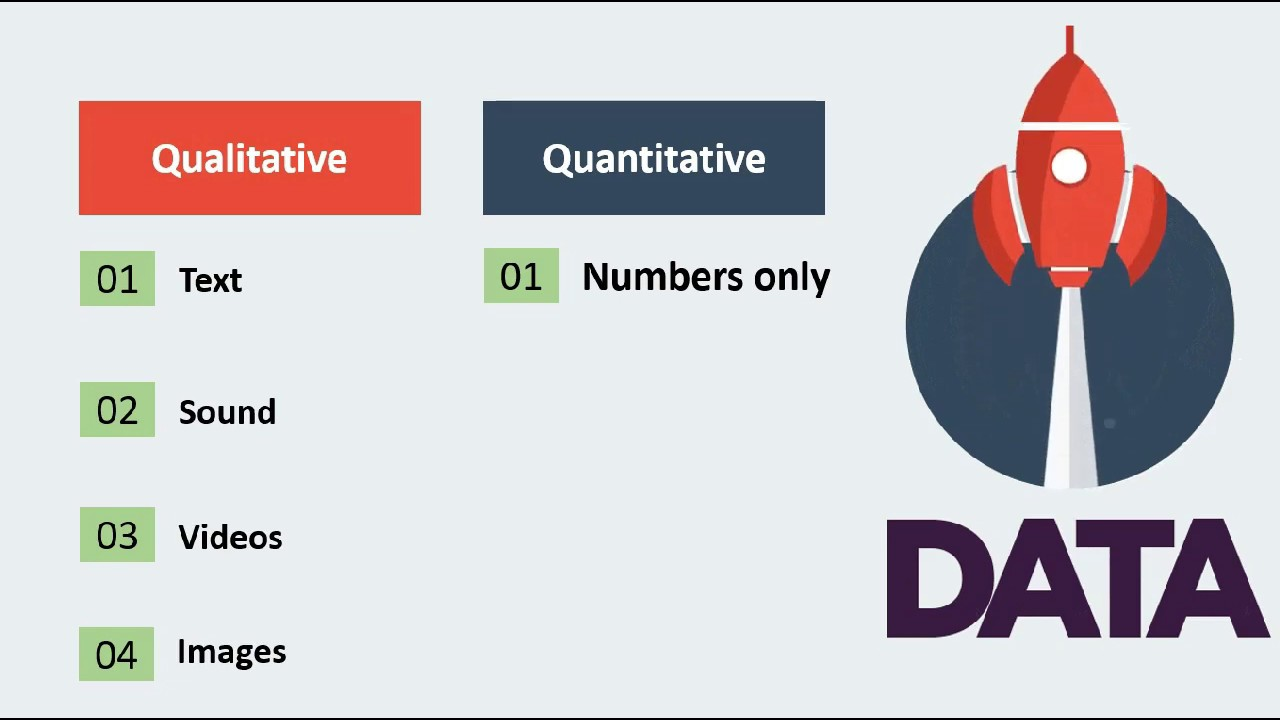 Qualitative
01 Text
02 Sound
03 Videos
04 Images
Quantitative
01 Numbers only
DATA